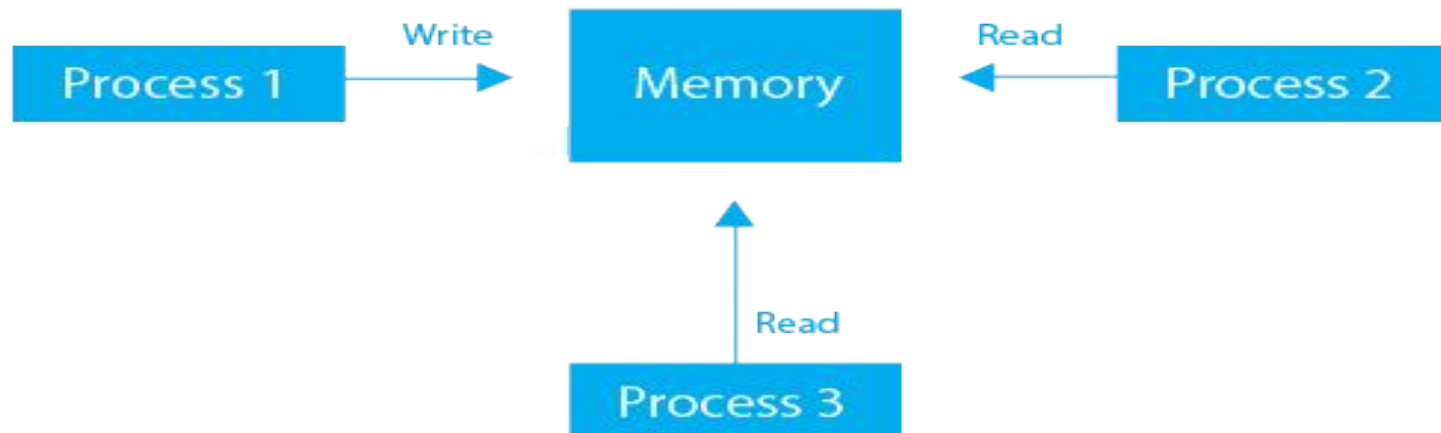 Write
Read
Process 1
Memory
Process 2
Read
Process 3